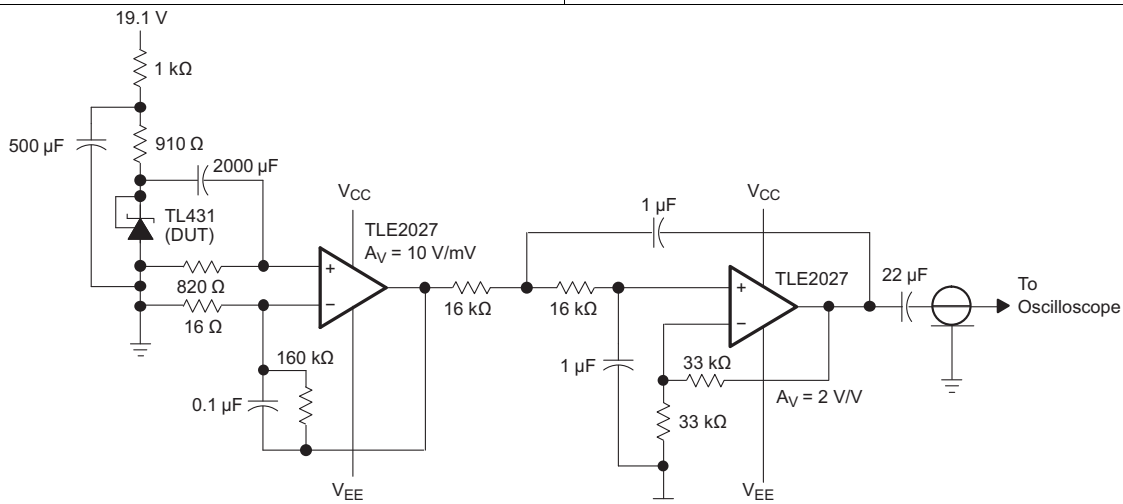 19.1 V
1 kΩ
500 µF
910 Ω
2000 µF
TL431
(DUT)
820 Ω
16 Ω
160 kΩ
0.1 µF
VCC
TLE2027
AV = 10 V/mV
VEE
16 kΩ
16 kΩ
1 µF
1 µF
VCC
TLE2027
33 kΩ
AV = 2 V/V
33 kΩ
VEE
22 µF
To
Oscilloscope
+
−
+
−